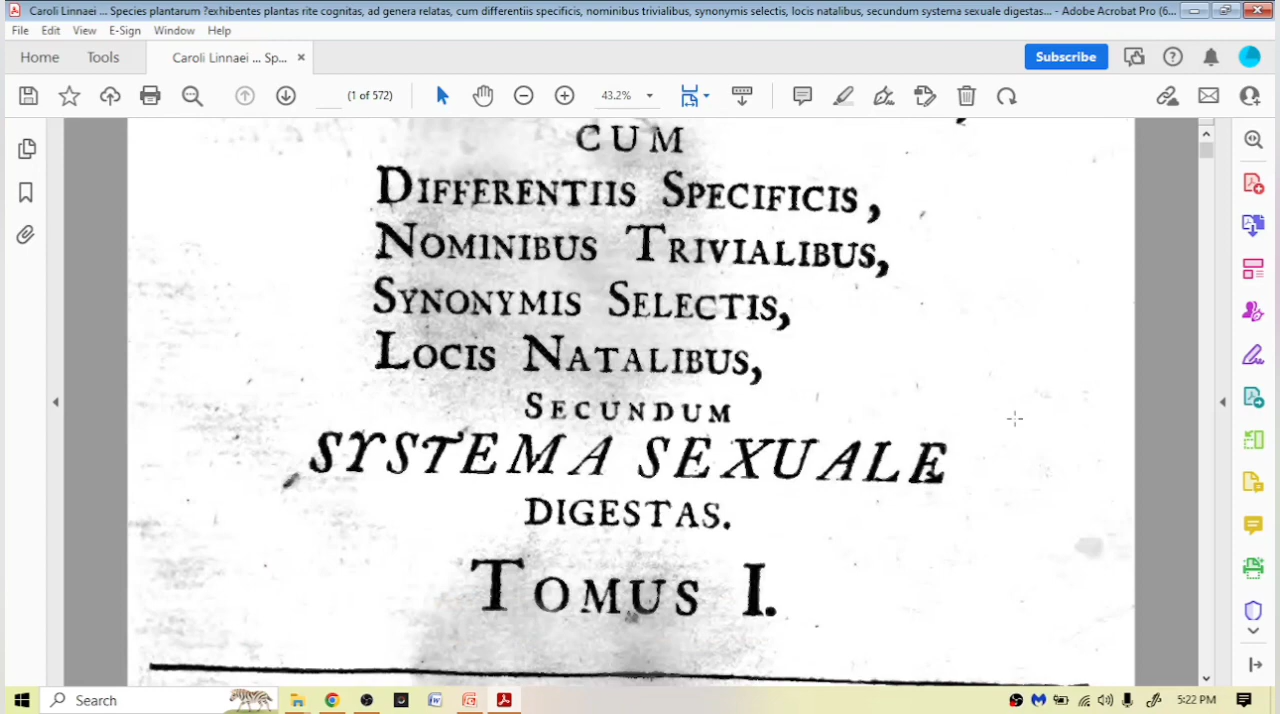 Caroli Linnaei ... Species plantarum ?exhibentes plantas rite cognitas, ad genera relatas, cum differentiis specificis, nominibus trivialibus, synonymis selectis, locis natalibus, secundum systema sexuale digestas... - Adobe Acrobat Pro (6...
File Edit View E-Sign Window Help
Home Tools Caroli Linnaei ... Sp... × Subscribe
(1 of 572) 43.2%
CUM
DIFFERENTIIS SPECIFICIS,
NOMINIBUS TRIVIALIBUS,
SYNONYMIS SELECTIS,
LOCIS NATALIBUS,
SECUNDUM
SYSTEMA SEXUALE
DIGESTAS.
TOMUS I.
Search 5:22 PM